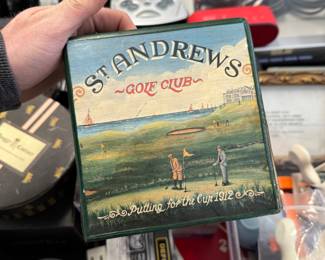 ST ANDREWS
~GOLF CLUB~
Putting for the Cup 1912